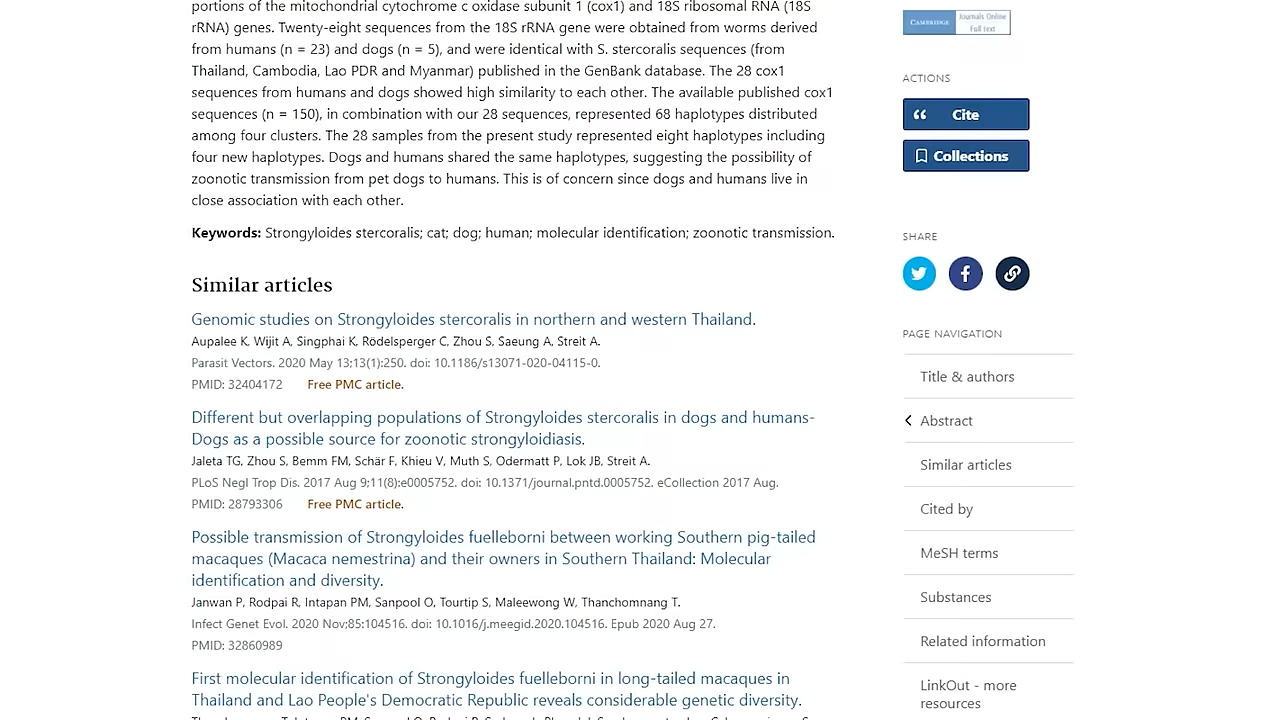 portions of the mitochondrial cytochrome c oxidase subunit 1 (cox1) and 18S ribosomal RNA (18S
rRNA) genes. Twenty-eight sequences from the 18S rRNA gene were obtained from worms derived
from humans (n = 23) and dogs (n = 5), and were identical with S. stercoralis sequences (from
Thailand, Cambodia, Lao PDR and Myanmar) published in the GenBank database. The 28 cox1
sequences from humans and dogs showed high similarity to each other. The available published cox1
sequences (n = 150), in combination with our 28 sequences, represented 68 haplotypes distributed
among four clusters. The 28 samples from the present study represented eight haplotypes including
four new haplotypes. Dogs and humans shared the same haplotypes, suggesting the possibility of
zoonotic transmission from pet dogs to humans. This is of concern since dogs and humans live in
close association with each other.
Keywords: Strongyloides stercoralis; cat; dog; human; molecular identification; zoonotic transmission.
Similar articles
Genomic studies on Strongyloides stercoralis in northern and western Thailand.
Aupalee K, Wijit A, Singphai K, Rödelsperger C, Zhou S, Saeung A, Streit A.
Parasit Vectors. 2020 May 13;13(1):250. doi: 10.1186/s13071-020-04115-0.
PMID: 32404172 Free PMC article.
Different but overlapping populations of Strongyloides stercoralis in dogs and humans-
Dogs as a possible source for zoonotic strongyloidiasis.
Jaleta TG, Zhou S, Bemm FM, Schär F, Khieu V, Muth S, Odermatt P, Lok JB, Streit A.
PLoS Negl Trop Dis. 2017 Aug 9;11(8):e0005752. doi: 10.1371/journal.pntd.0005752. eCollection 2017 Aug.
PMID: 28793306 Free PMC article.
Possible transmission of Strongyloides fuelleborni between working Southern pig-tailed
macaques (Macaca nemestrina) and their owners in Southern Thailand: Molecular
identification and diversity.
Janwan P, Rodpai R, Intapan PM, Sanpool O, Tourtip S, Maleewong W, Thanchomnang T.
Infect Genet Evol. 2020 Nov;85:104516. doi: 10.1016/j.meegid.2020.104516. Epub 2020 Aug 27.
PMID: 32860989
First molecular identification of Strongyloides fuelleborni in long-tailed macaques in
Thailand and Lao People's Democratic Republic reveals considerable genetic diversity.
CAMBRIDGE
Journals Online
Full text
ACTIONS
Cite
Collections
SHARE
PAGE NAVIGATION
Title & authors
Abstract
Similar articles
Cited by
MeSH terms
Substances
Related information
LinkOut - more
resources